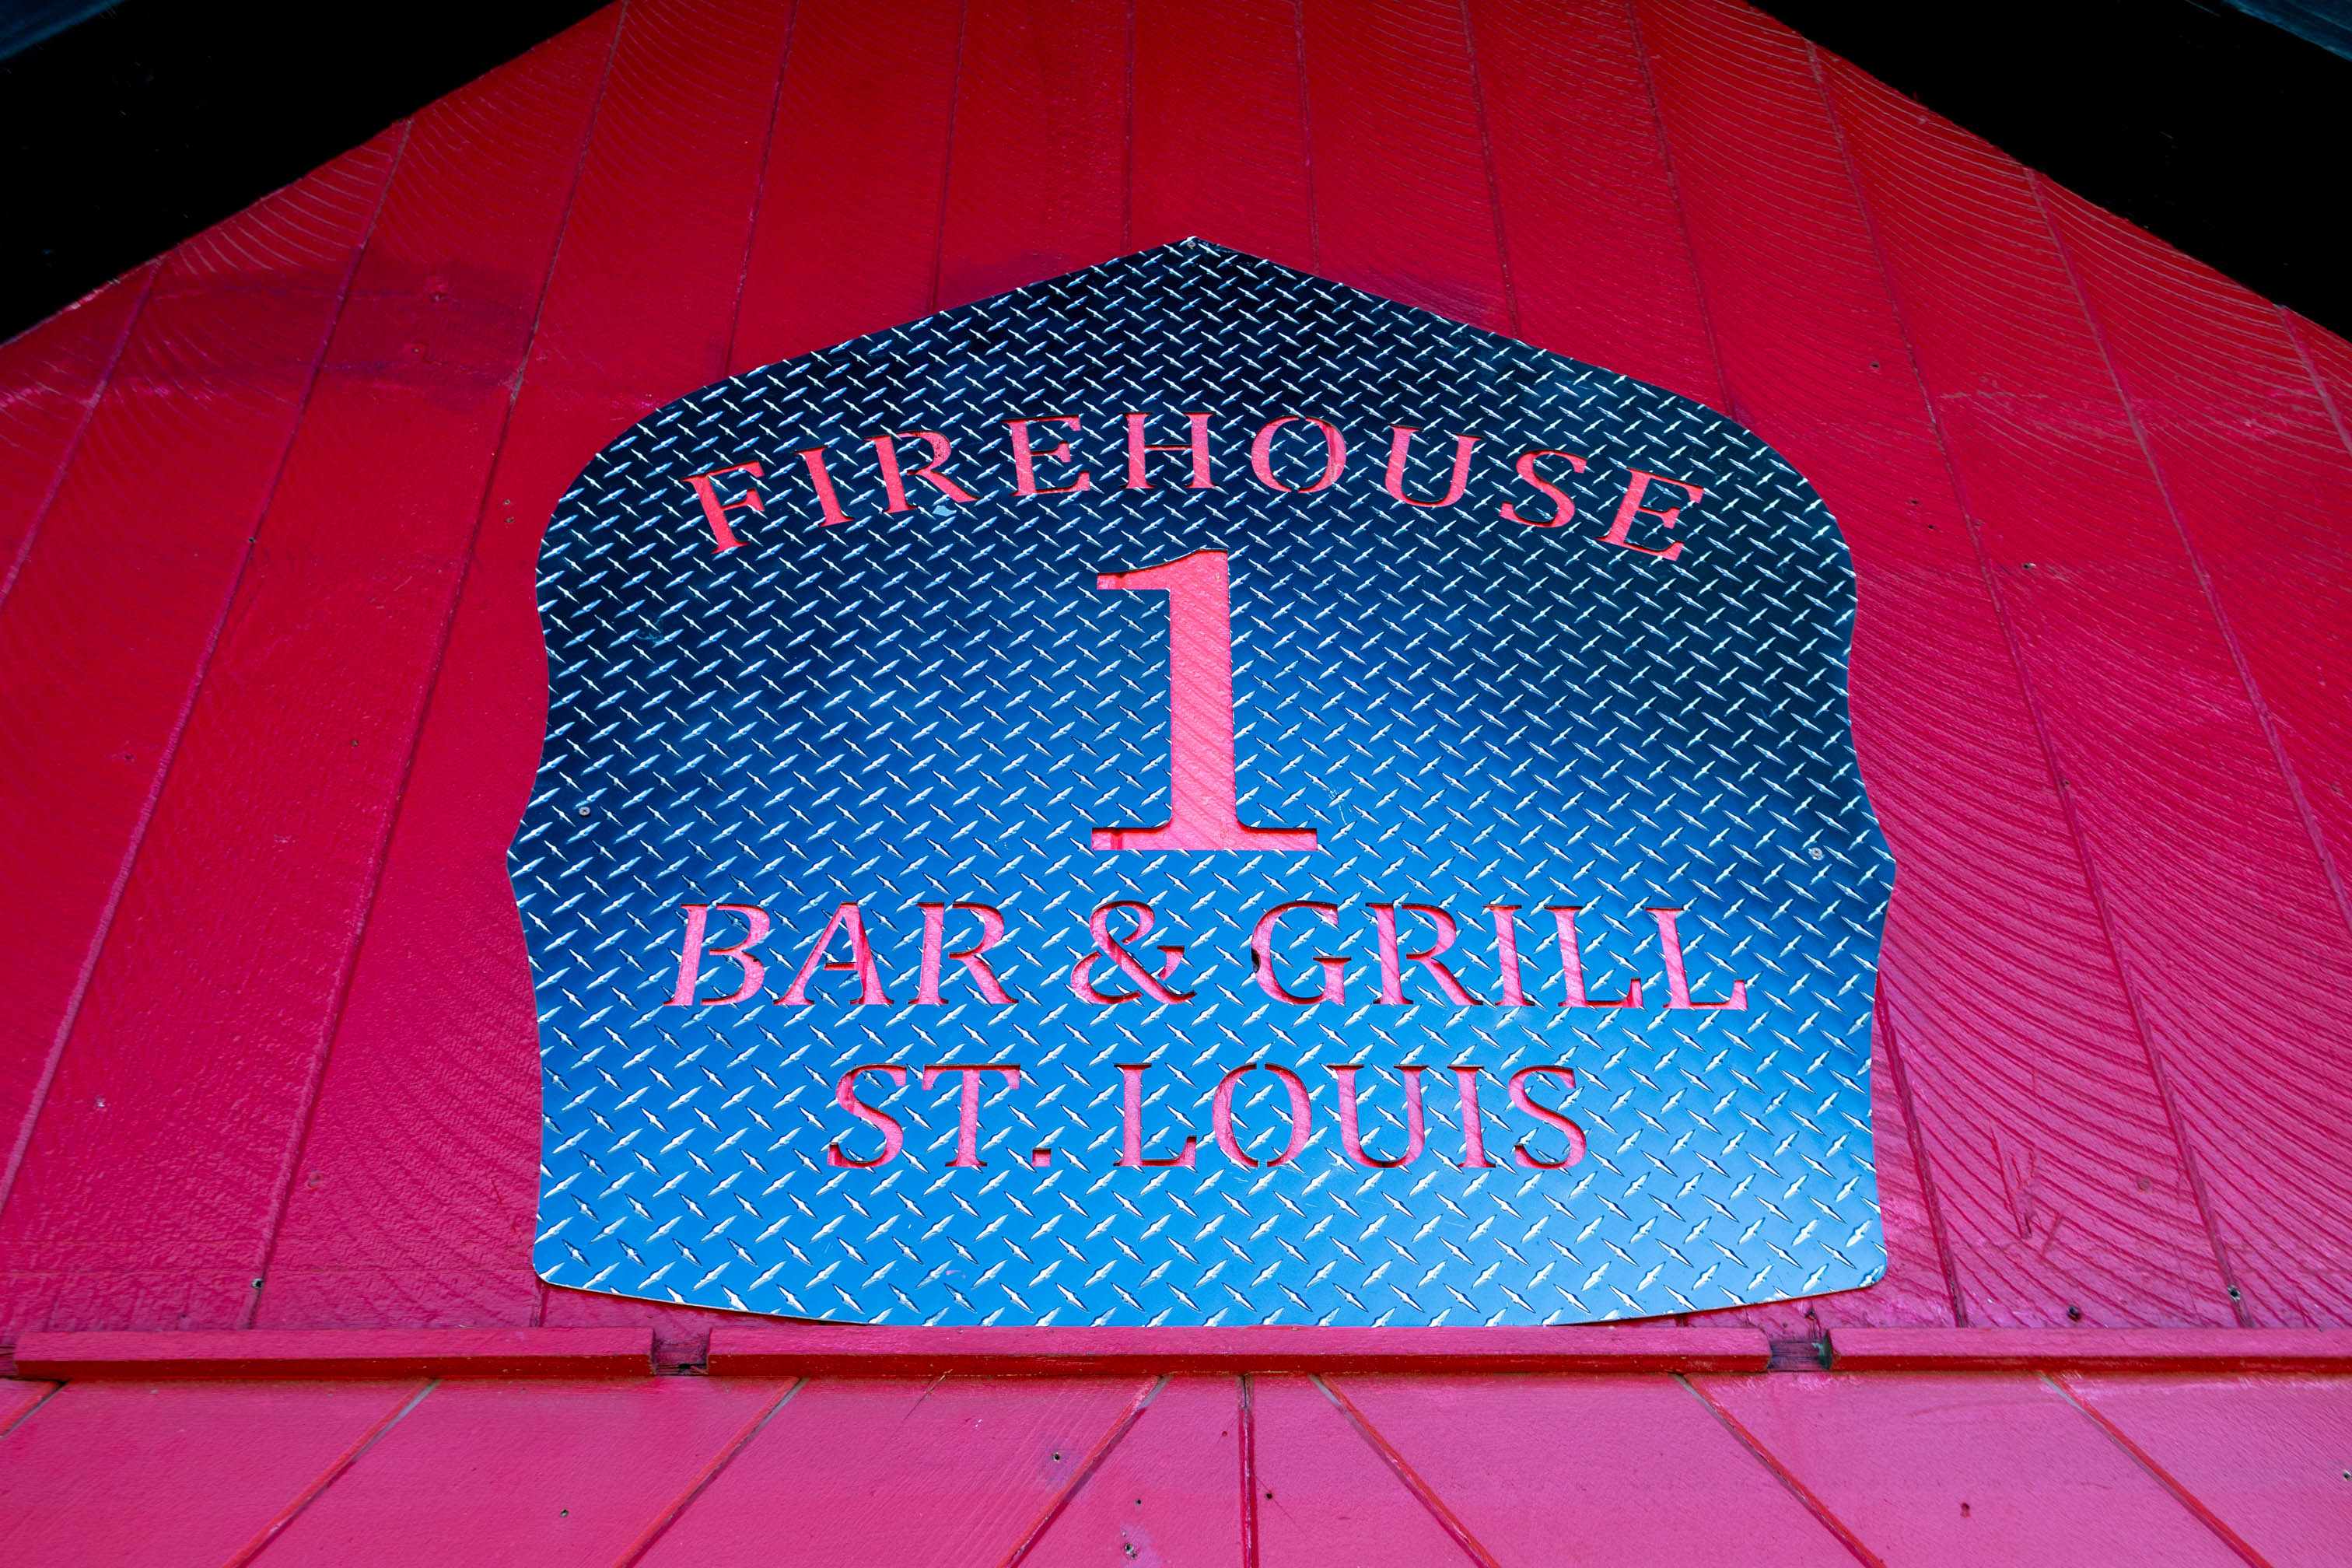 FIREHOUSE
1
BAR & GRILL
ST. LOUIS